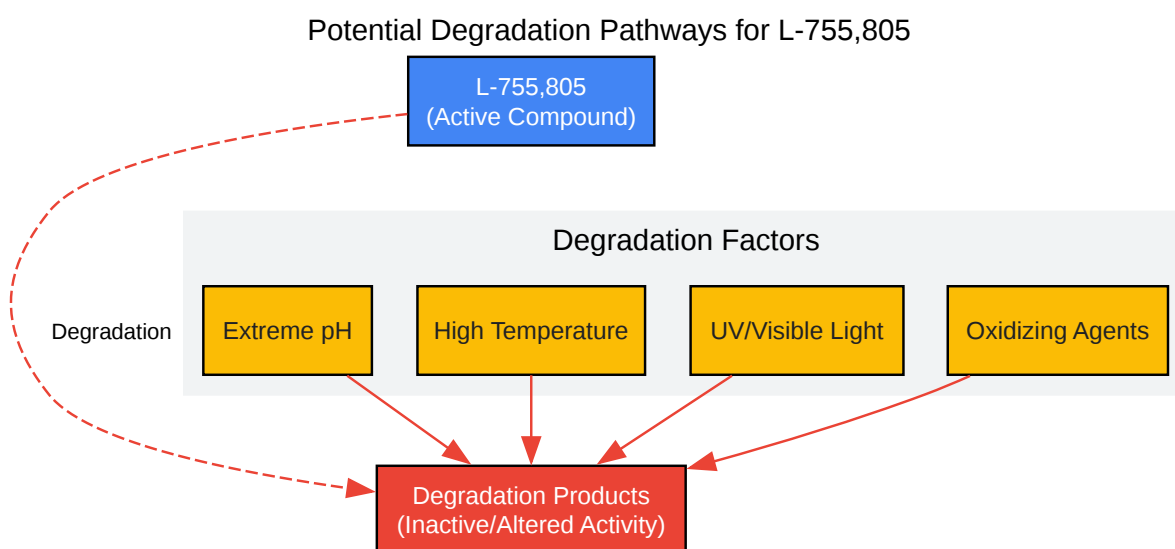 Potential Degradation Pathways for L-755,805
L-755,805
(Active Compound)
Degradation Factors
Degradation
Extreme pH
High Temperature
UV/Visible Light
Oxidizing Agents
Degradation Products
(Inactive/Altered Activity)